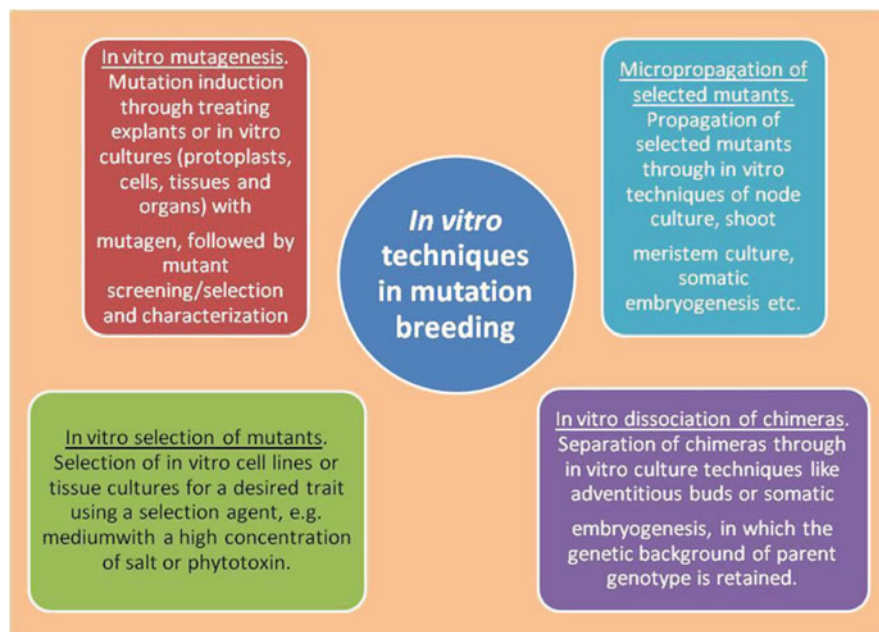 In vitro mutagenesis.
Mutation induction
through treating
explants or in vitro
cultures (protoplasts,
cells, tissues and
organs) with
mutagen, followed by
mutant
screening/selection
and characterization
Micropropagation of
selected mutants.
Propagation of
selected mutants
through in vitro
techniques of node
culture, shoot
meristem culture,
somatic
embryogenesis etc.
In vitro
techniques
in mutation
breeding
In vitro selection of mutants.
Selection of in vitro cell lines or
tissue cultures for a desired trait
using a selection agent, e.g.
mediumwith a high concentration
of salt or phytotoxin.
In vitro dissociation of chimeras.
Separation of chimeras through
in vitro culture techniques like
adventitious buds or somatic
embryogenesis, in which the
genetic background of parent
genotype is retained.